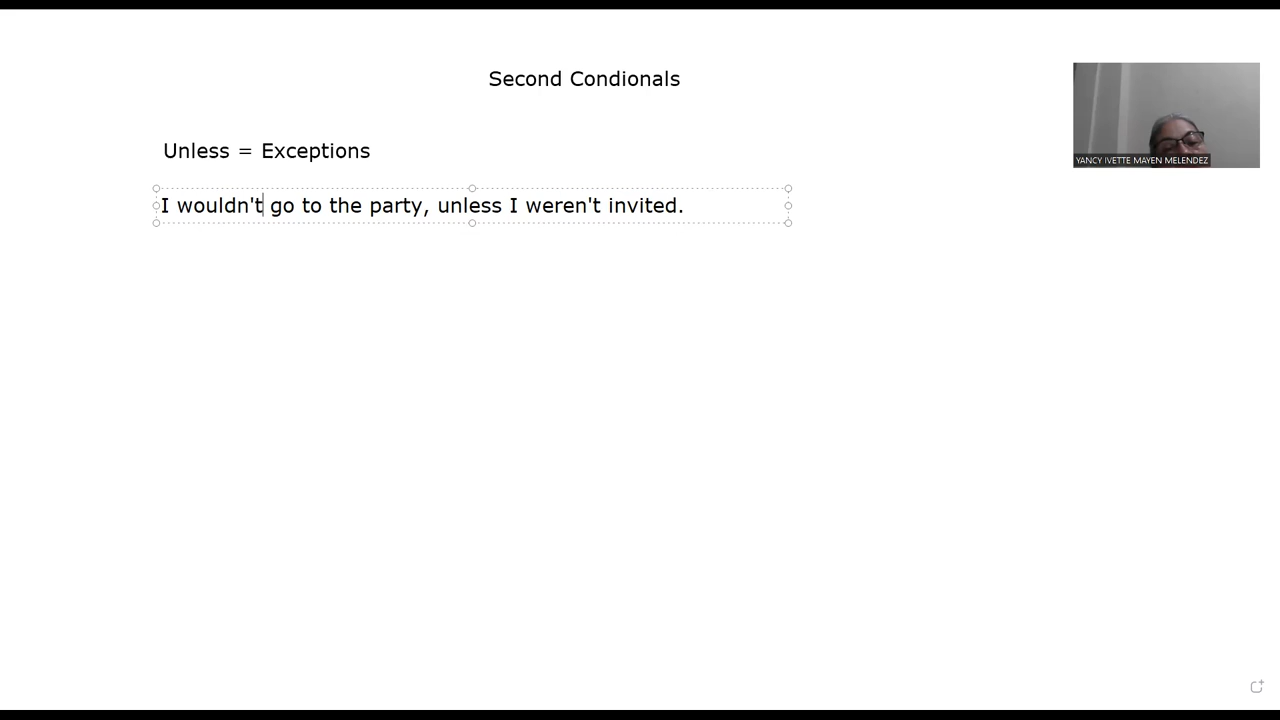 Second Condionals
Unless = Exceptions
YANCY IVETTE MAYEN MELENDEZ
I wouldn't go to the party, unless I weren't invited.